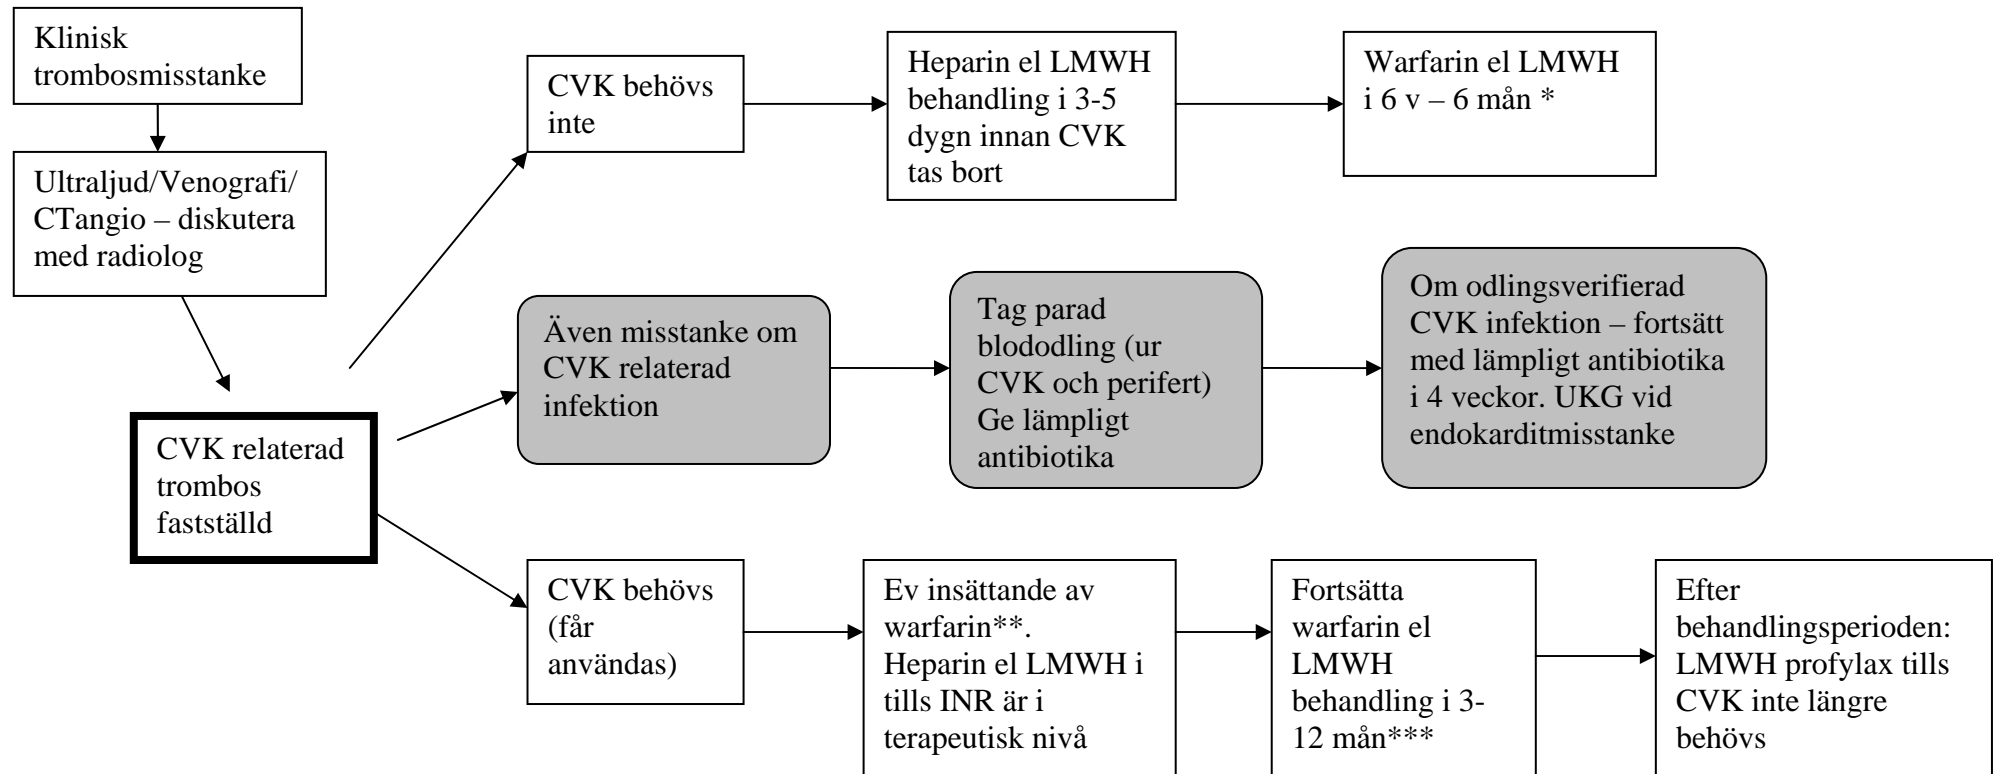 Klinisk
trombosmisstanke
Ultraljud/Venografi/
CTangio – diskutera
med radiolog
CVK relaterad
trombos
fastställd
CVK behövs
inte
Heparin el LMWH
behandling i 3-5
dygn innan CVK
tas bort
Warfarin el LMWH
i 6 v – 6 mån *
Även misstanke om
CVK relaterad
infektion
Tag parad
blododling (ur
CVK och perifert)
Ge lämpligt
antibiotika
Om odlingsverifierad
CVK infektion – fortsätt
med lämpligt antibiotika
i 4 veckor. UKG vid
endokarditmisstanke
CVK behövs
(får
användas)
Ev insättande av
warfarin**.
Heparin el LMWH i
tills INR är i
terapeutisk nivå
Fortsätta
warfarin el
LMWH
behandling i 3-
12 mån***
Efter
behandlingsperioden:
LMWH profylax tills
CVK inte längre
behövs